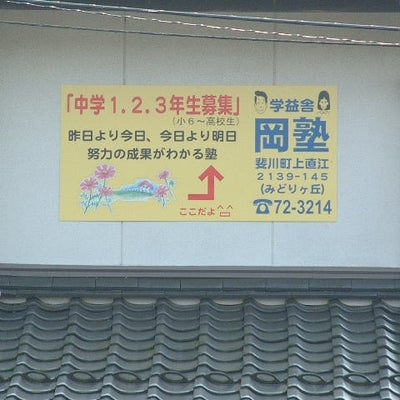 「中学1.2.3年生募集」
(小6～高校生)
昨日より今日、今日より明日
努力の成果がわかる塾
ここだよ^^
学益舎
岡塾
斐川町上直江
2139-145
(みどりヶ丘)
☎72-3214